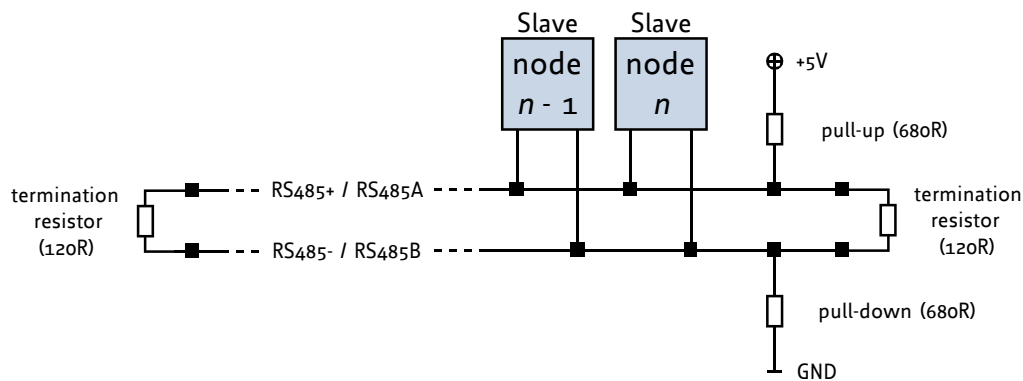 Slave
node
n - 1
Slave
node
n
+5V
pull-up (680R)
termination
resistor
(120R)
RS485+ / RS485A
RS485- / RS485B
termination
resistor
(120R)
pull-down (680R)
GND